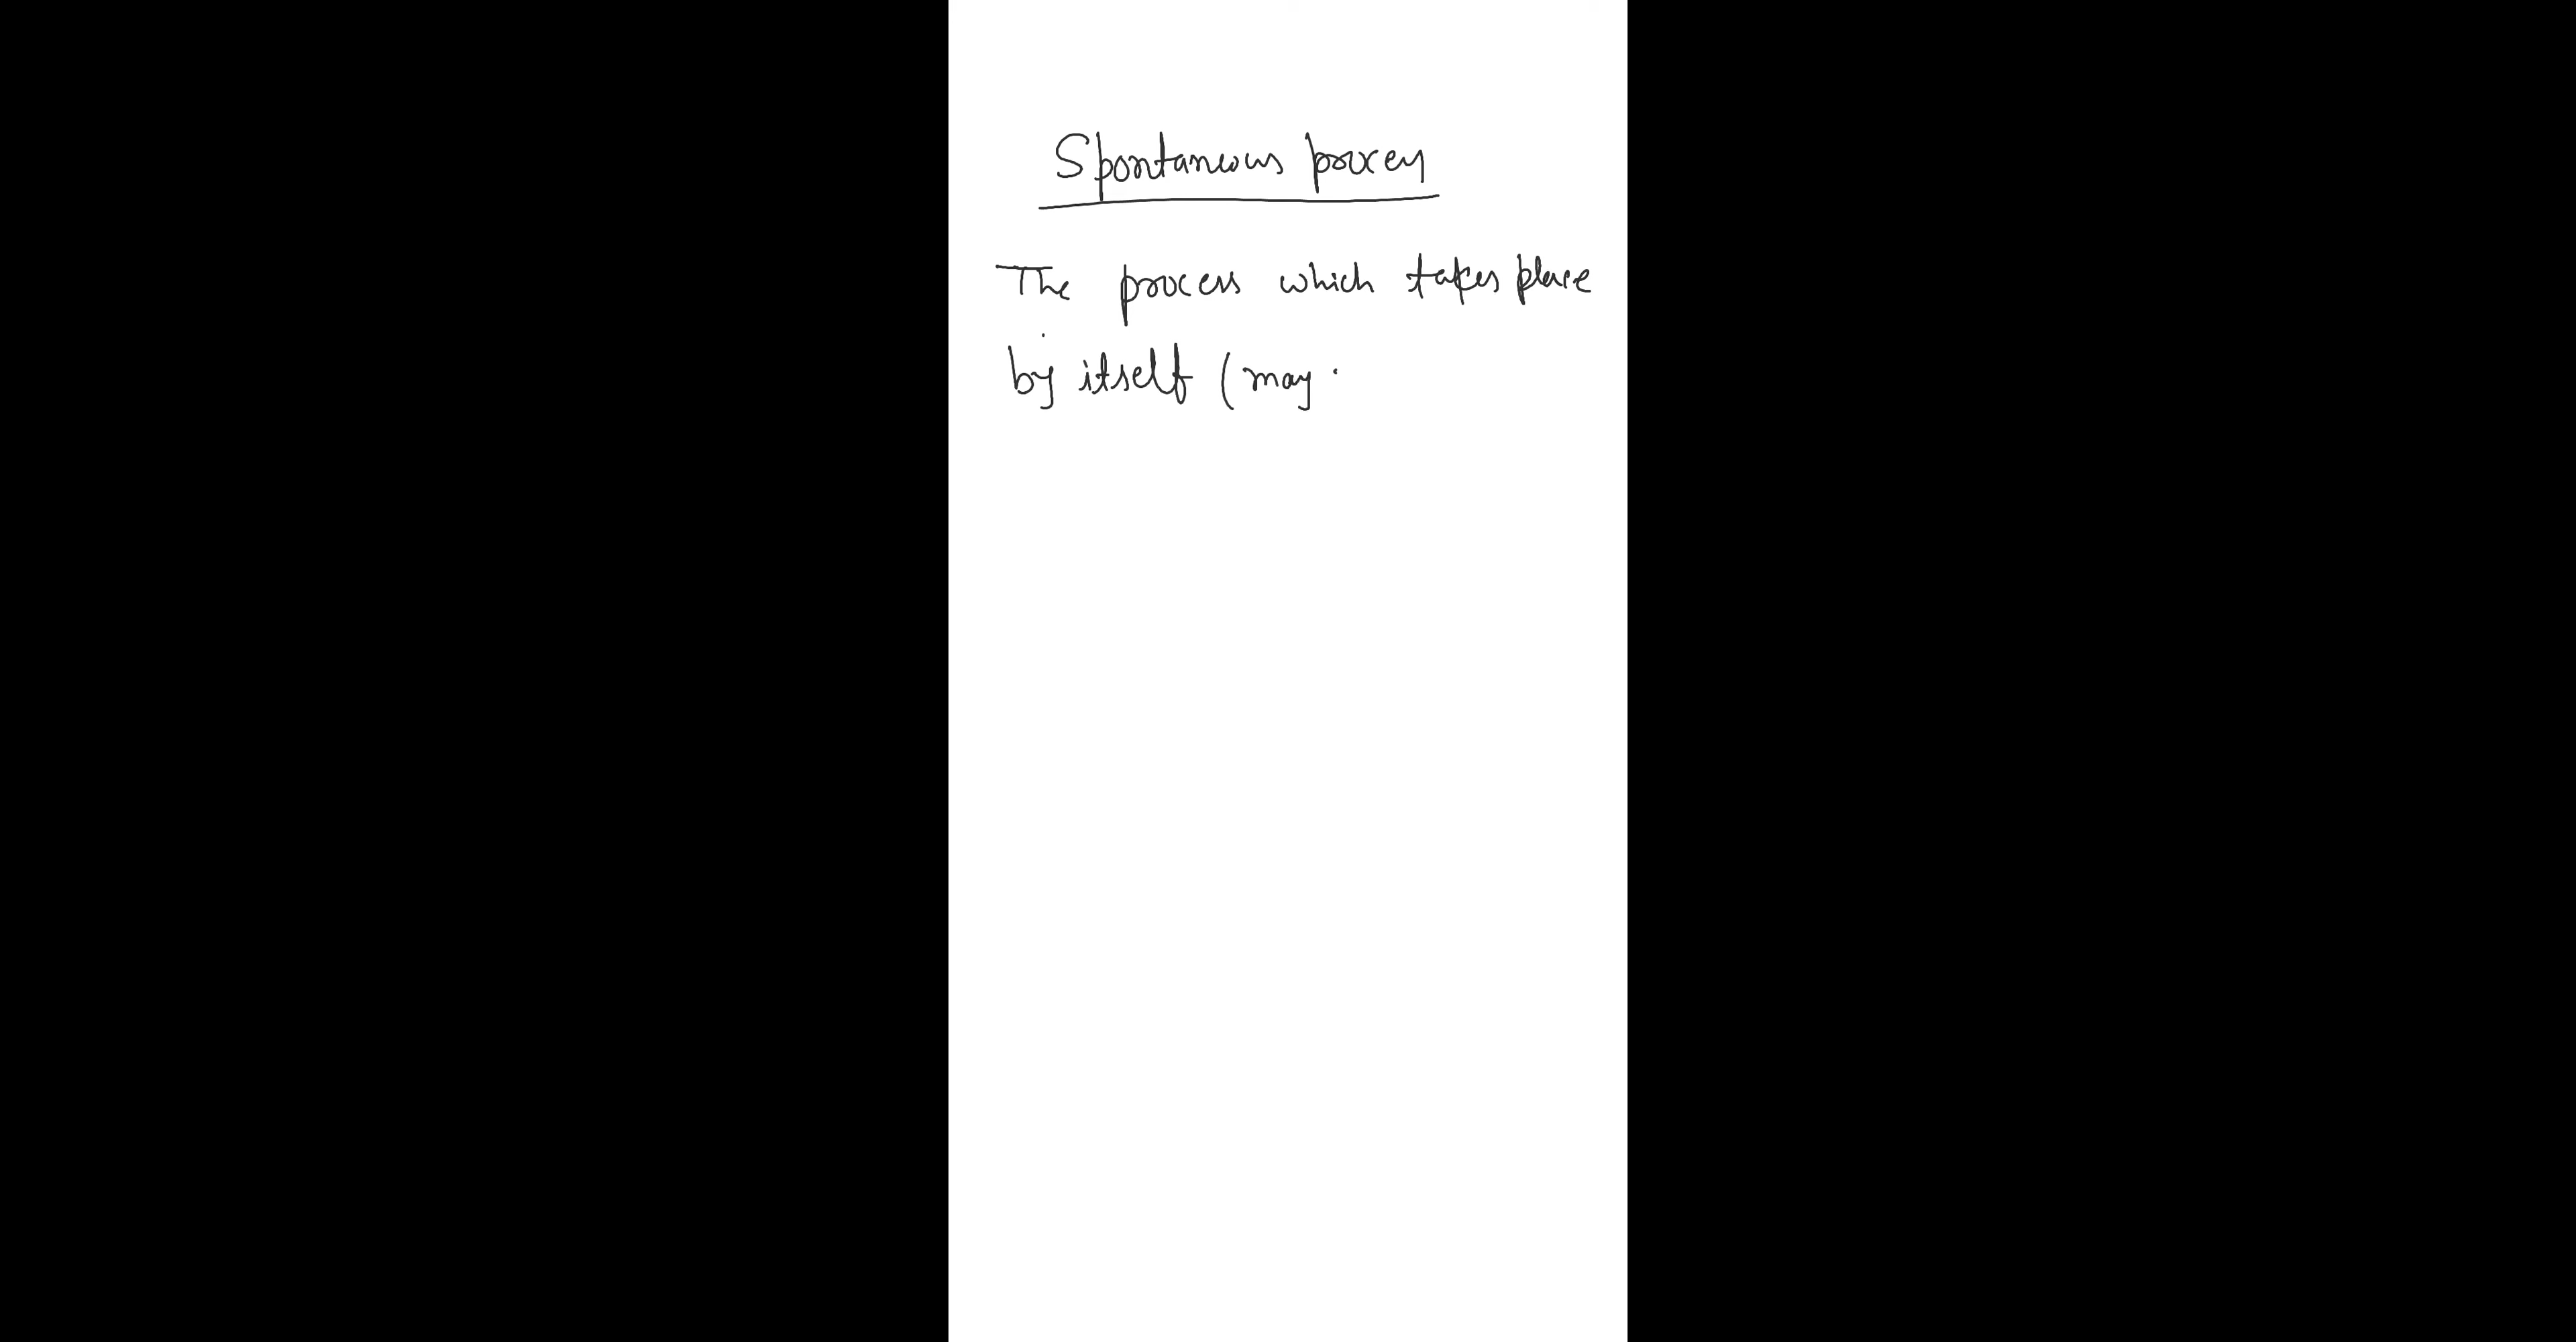 Spontaneous process
The process which takes place
by itself (may